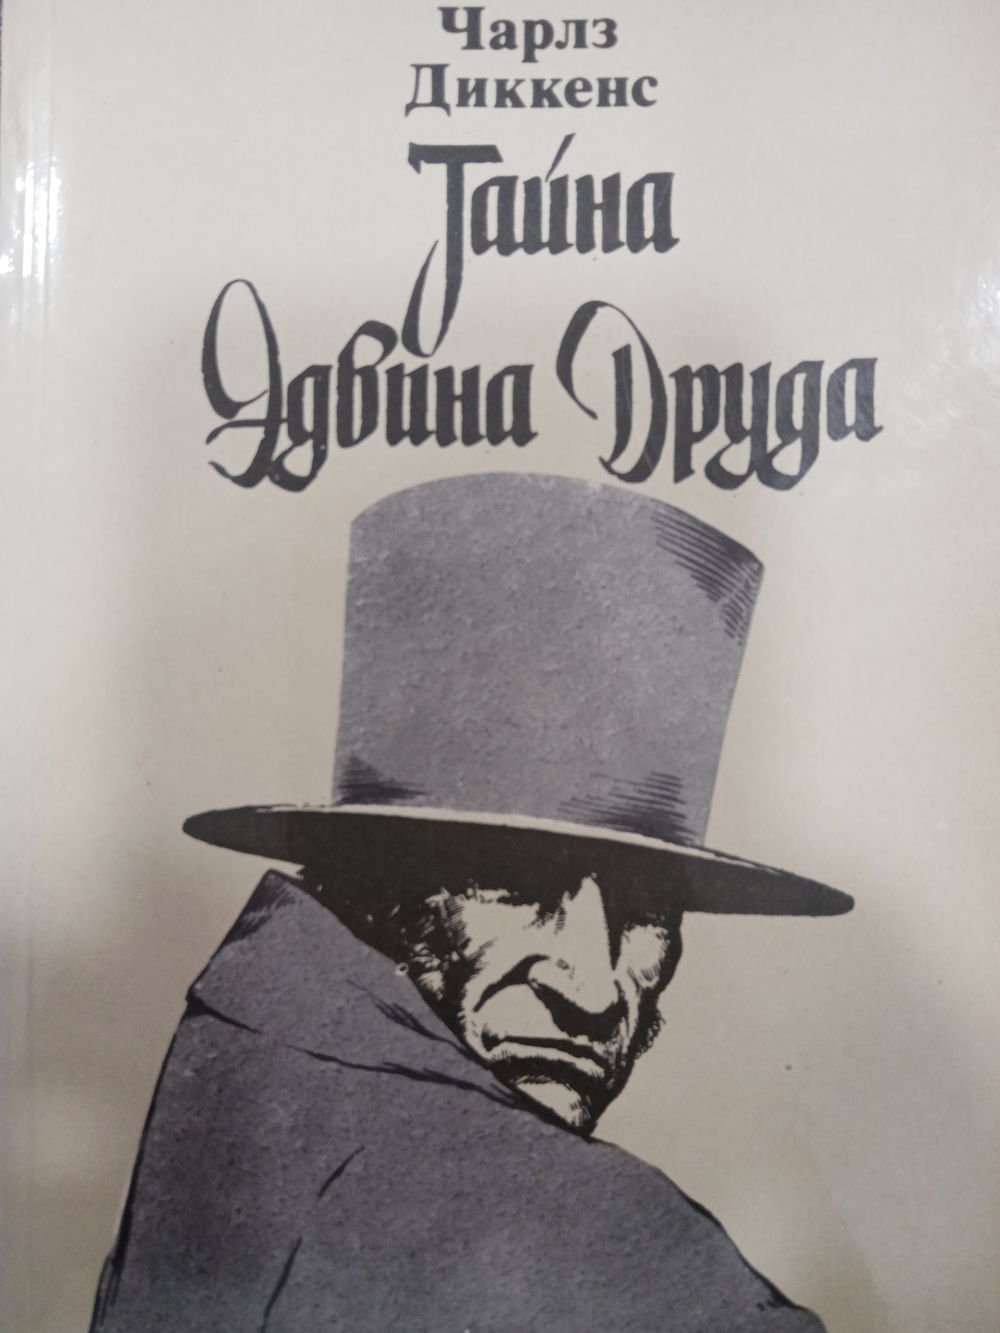 Чарлз
Диккенс
Тайна
Эдвина Друда